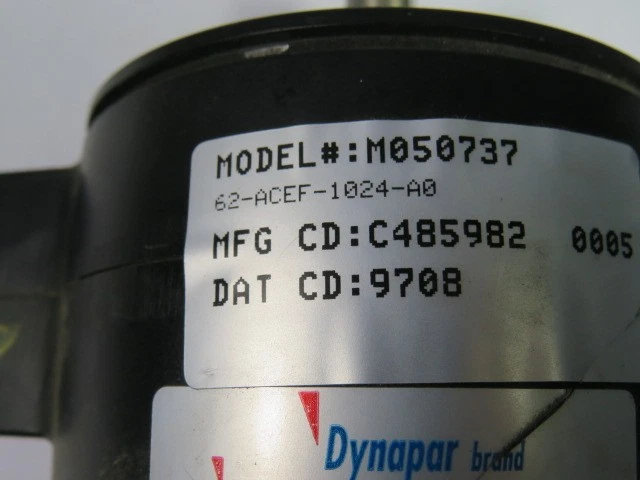 MODEL#:M050737
62-ACEF-1024-A0
MFG CD:C485982 0005
DAT CD:9708
Dynapar brand